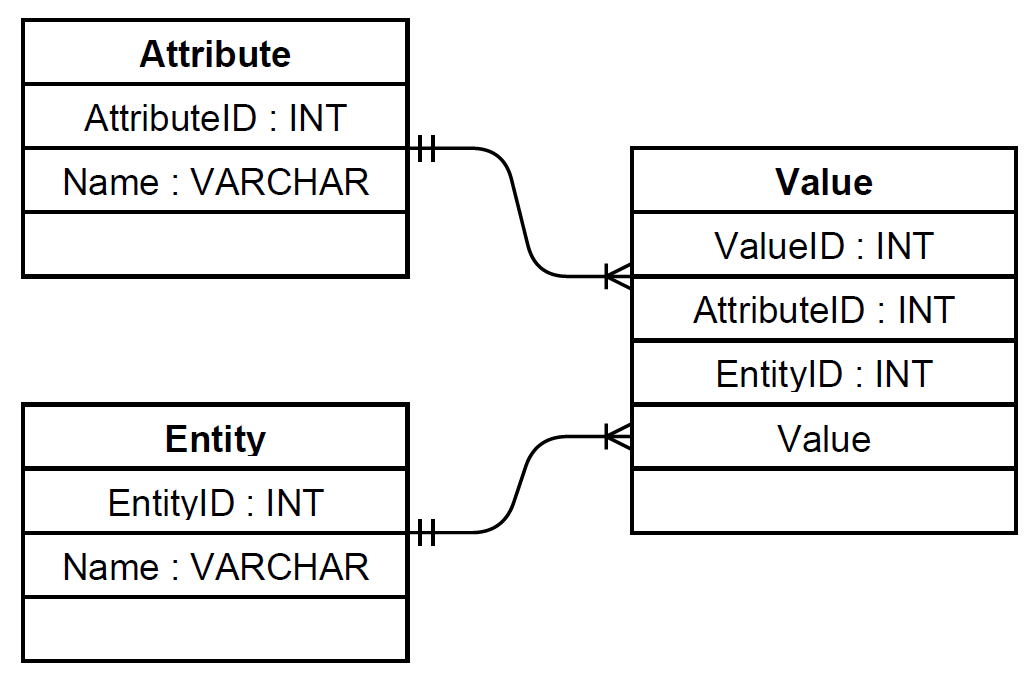 Attribute
AttributeID : INT
Name : VARCHAR
Value
ValueID : INT
AttributeID : INT
EntityID : INT
Value
Entity
EntityID : INT
Name : VARCHAR